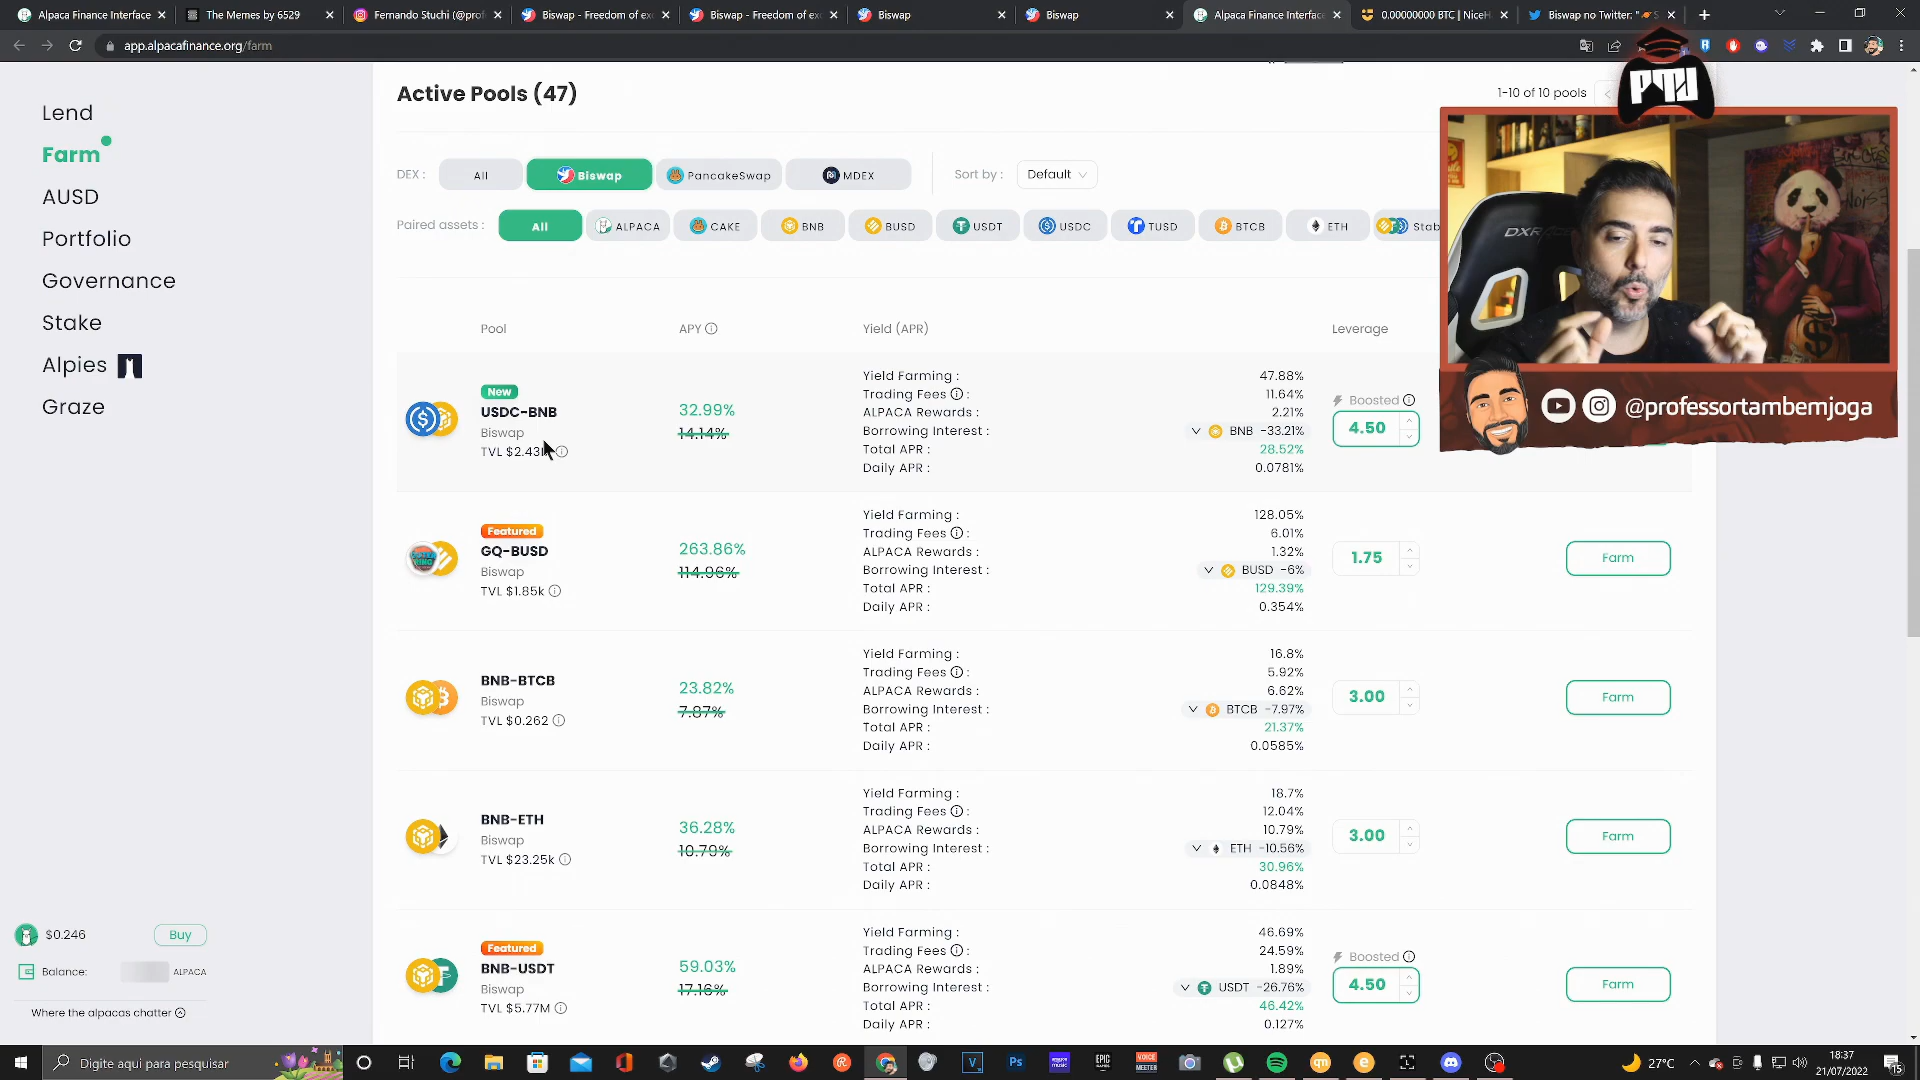 Alpaca Finance Interface
The Memes by 6529
Fernando Stuchi (@prof
Biswap - Freedom of ex
Biswap - Freedom of exc
Biswap
Biswap
Alpaca Finance Interface
0.00000000 BTC | NiceH
Biswap no Twitter: "
app.alpacafinance.org/farm
PTJ
Lend
Farm
AUSD
Portfolio
Governance
Stake
Alpies
Graze
Active Pools (47)
1-10 of 10 pools
DEX :
All
Biswap
PancakeSwap
MDEX
Sort by :
Default
Paired assets :
All
ALPACA
CAKE
BNB
BUSD
USDT
USDC
TUSD
BTCB
ETH
Stab
DXRACER
NOISE
@professortambemjoga
Pool
APY
Yield (APR)
Leverage
New
USDC-BNB
Biswap
TVL $2.43
32.99%
14.14%
Yield Farming : 47.88%
Trading Fees : 11.64%
ALPACA Rewards : 2.21%
Borrowing Interest : BNB -33.21%
Total APR : 28.52%
Daily APR : 0.0781%
Boosted
4.50
Featured
GQ-BUSD
Biswap
TVL $1.85k
263.86%
114.96%
Yield Farming : 128.05%
Trading Fees : 6.01%
ALPACA Rewards : 1.32%
Borrowing Interest : BUSD -6%
Total APR : 129.39%
Daily APR : 0.354%
1.75
Farm
BNB-BTCB
Biswap
TVL $0.262
23.82%
7.87%
Yield Farming : 16.8%
Trading Fees : 5.92%
ALPACA Rewards : 6.62%
Borrowing Interest : BTCB -7.97%
Total APR : 21.37%
Daily APR : 0.0585%
3.00
Farm
BNB-ETH
Biswap
TVL $23.25k
36.28%
10.79%
Yield Farming : 18.7%
Trading Fees : 12.04%
ALPACA Rewards : 10.79%
Borrowing Interest : ETH -10.56%
Total APR : 30.96%
Daily APR : 0.0848%
3.00
Farm
Featured
BNB-USDT
Biswap
TVL $5.77M
59.03%
17.16%
Yield Farming : 46.69%
Trading Fees : 24.59%
ALPACA Rewards : 1.89%
Borrowing Interest : USDT -26.76%
Total APR : 46.42%
Daily APR : 0.127%
Boosted
4.50
Farm
$0.246
Buy
Balance:
ALPACA
Where the alpacas chatter
Digite aqui para pesquisar
27°C
18:37
21/07/2022
15